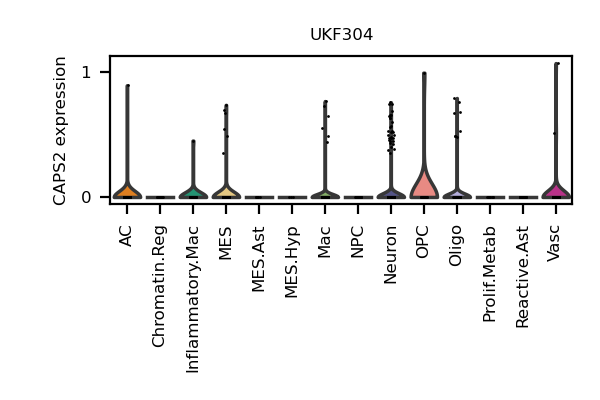 UKF304
CAPS2 expression
1
0
AC
Chromatin.Reg
Inflammatory.Mac
MES
MES.Ast
MES.Hyp
Mac
NPC
Neuron
OPC
Oligo
Prolif.Metab
Reactive.Ast
Vasc